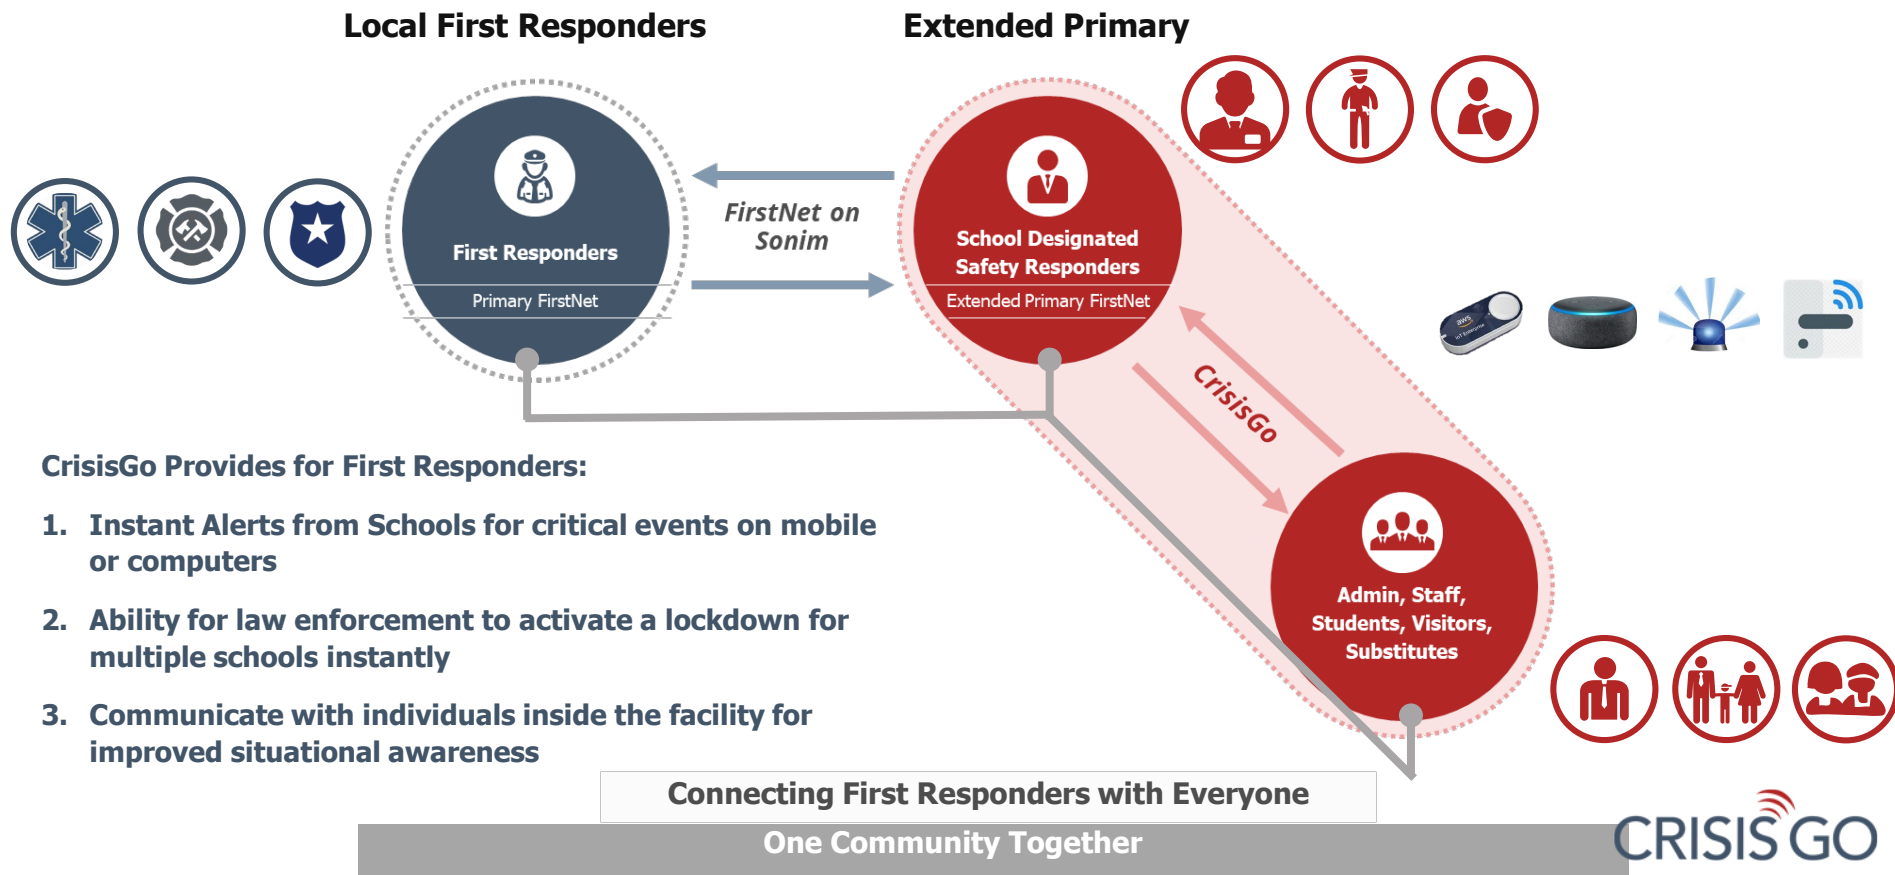 Local First Responders
Extended Primary
First Responders
Primary FirstNet
FirstNet on
Sonim
School Designated
Safety Responders
Extended Primary FirstNet
aws
IoT Enterprise
CrisisGo
CrisisGo Provides for First Responders:
1. Instant Alerts from Schools for critical events on mobile
or computers
2. Ability for law enforcement to activate a lockdown for
multiple schools instantly
3. Communicate with individuals inside the facility for
improved situational awareness
Admin, Staff,
Students, Visitors,
Substitutes
Connecting First Responders with Everyone
One Community Together
CRISIS GO